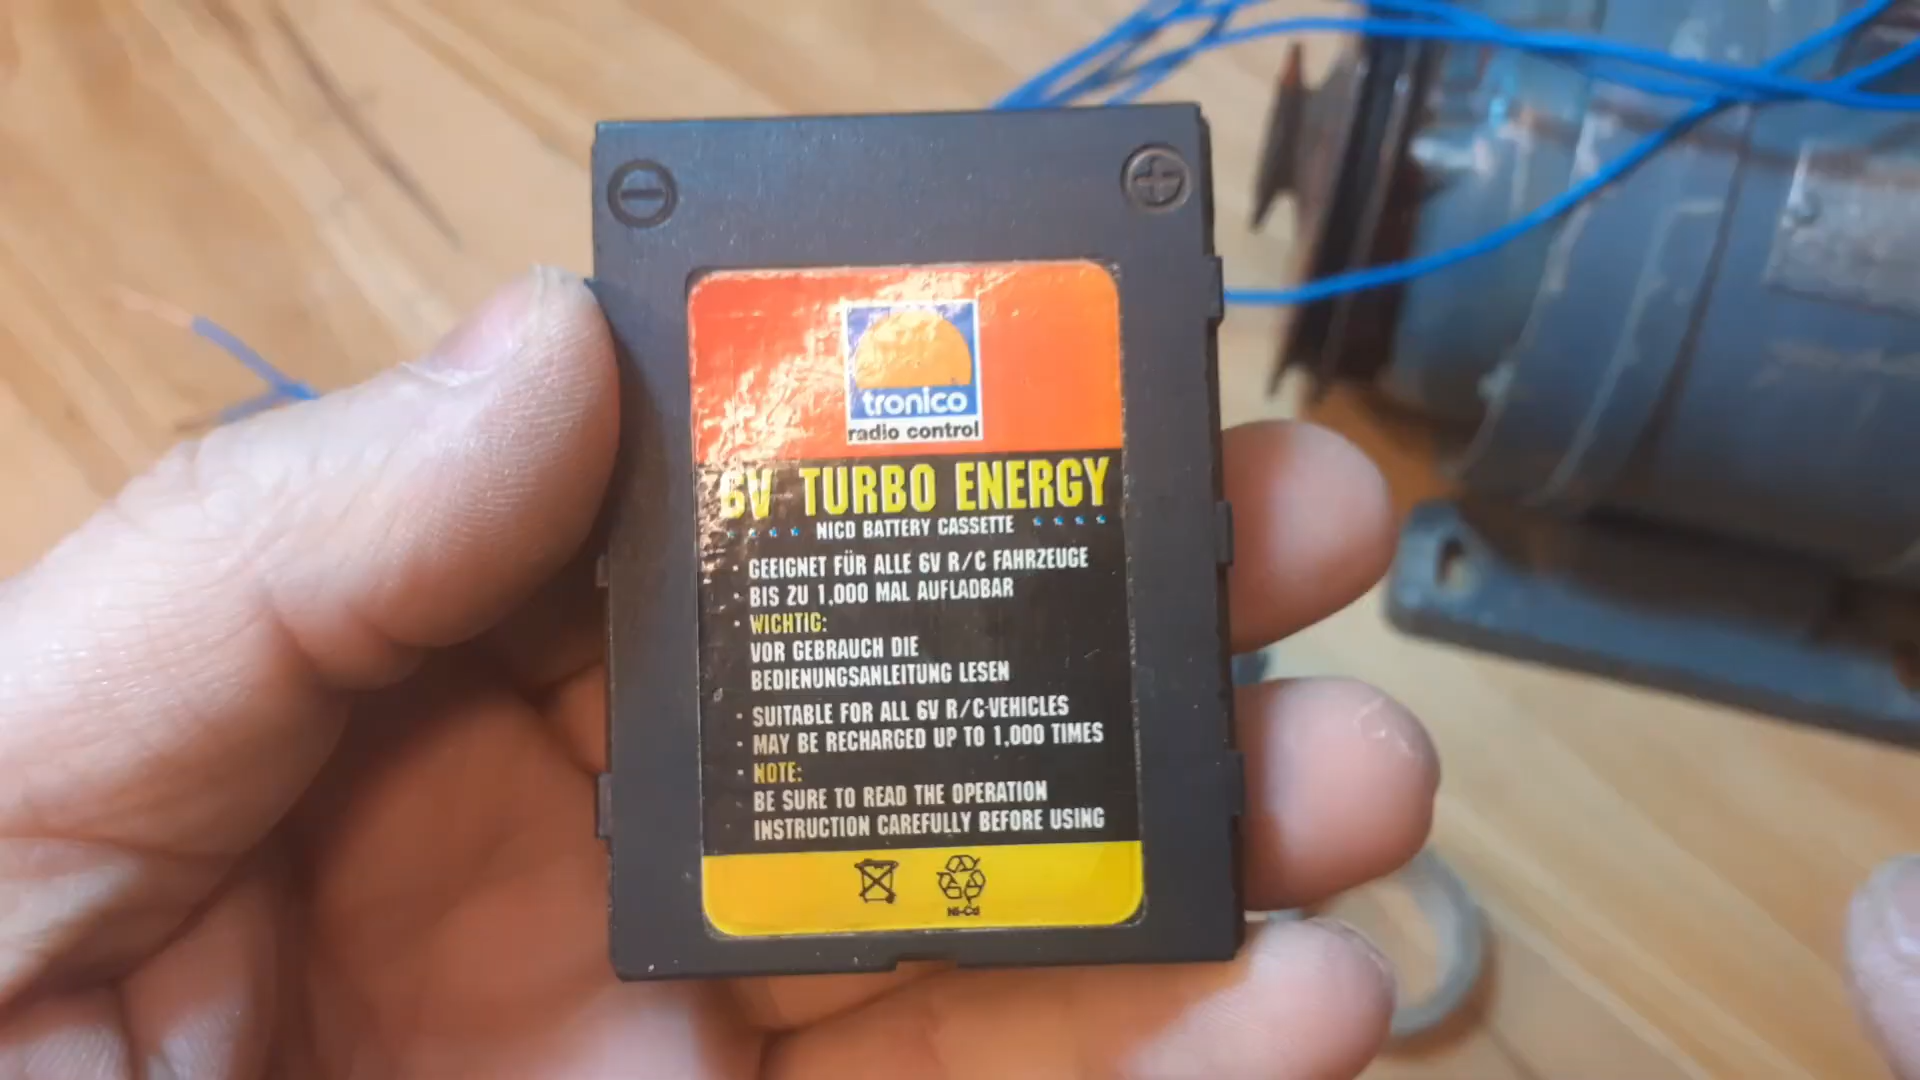 tronico
radio control
6V TURBO ENERGY
NICD BATTERY CASSETTE
· GEEIGNET FÜR ALLE 6V R/C FAHRZEUGE
· BIS ZU 1,000 MAL AUFLADBAR
· WICHTIG:
VOR GEBRAUCH DIE
BEDIENUNGSANLEITUNG LESEN
· SUITABLE FOR ALL 6V R/C-VEHICLES
· MAY BE RECHARGED UP TO 1,000 TIMES
· NOTE:
BE SURE TO READ THE OPERATION
INSTRUCTION CAREFULLY BEFORE USING
Ni-Cd